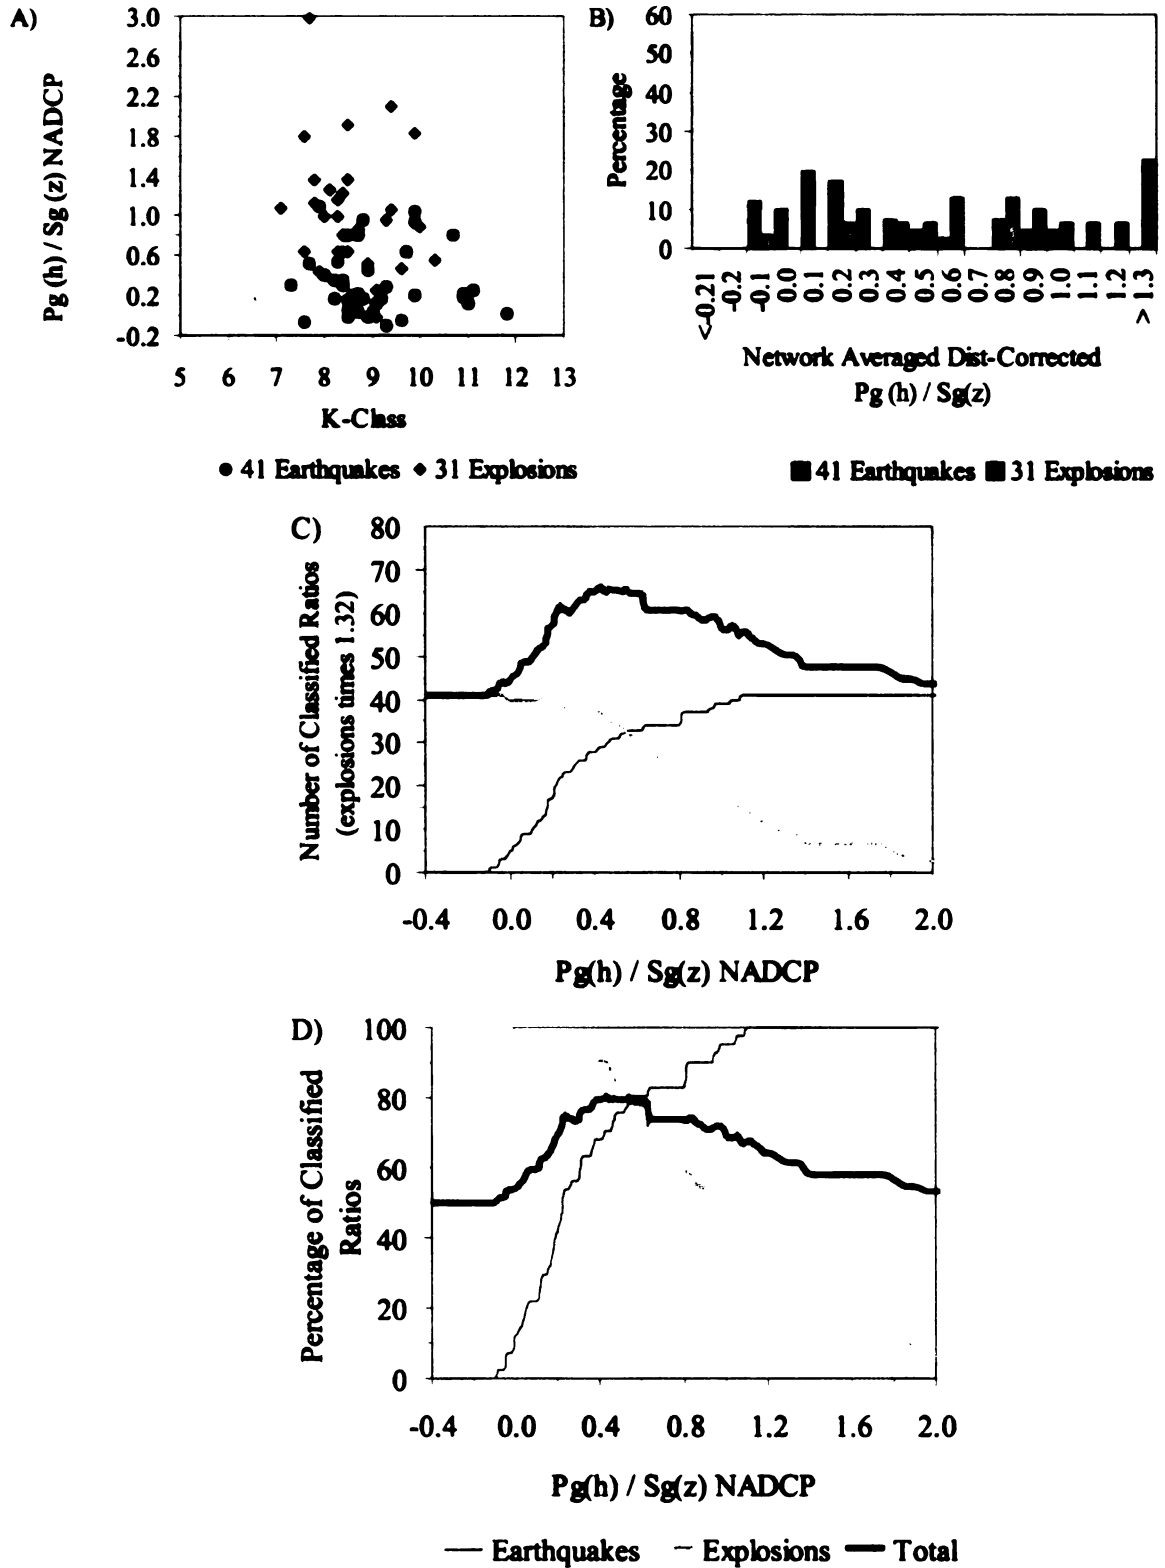 A)
Pg (h) / Sg (z) NADCP
3.0
2.6
2.2
1.8
1.4
1.0
0.6
0.2
-0.2
5 6 7 8 9 10 11 12 13
K-Class
● 41 Earthquakes ◆ 31 Explosions
B)
Percentage
60
50
40
30
20
10
0
<-0.21 -0.2 -0.1 0.0 0.1 0.2 0.3 0.4 0.5 0.6 0.7 0.8 0.9 1.0 1.1 1.2 > 1.3
Network Averaged Dist-Corrected
Pg (h) / Sg(z)
■ 41 Earthquakes ■ 31 Explosions
C)
Number of Classified Ratios
(explosions times 1.32)
80
70
60
50
40
30
20
10
0
-0.4 0.0 0.4 0.8 1.2 1.6 2.0
Pg(h) / Sg(z) NADCP
D)
Percentage of Classified
Ratios
100
80
60
40
20
0
-0.4 0.0 0.4 0.8 1.2 1.6 2.0
Pg(h) / Sg(z) NADCP
Earthquakes Explosions Total